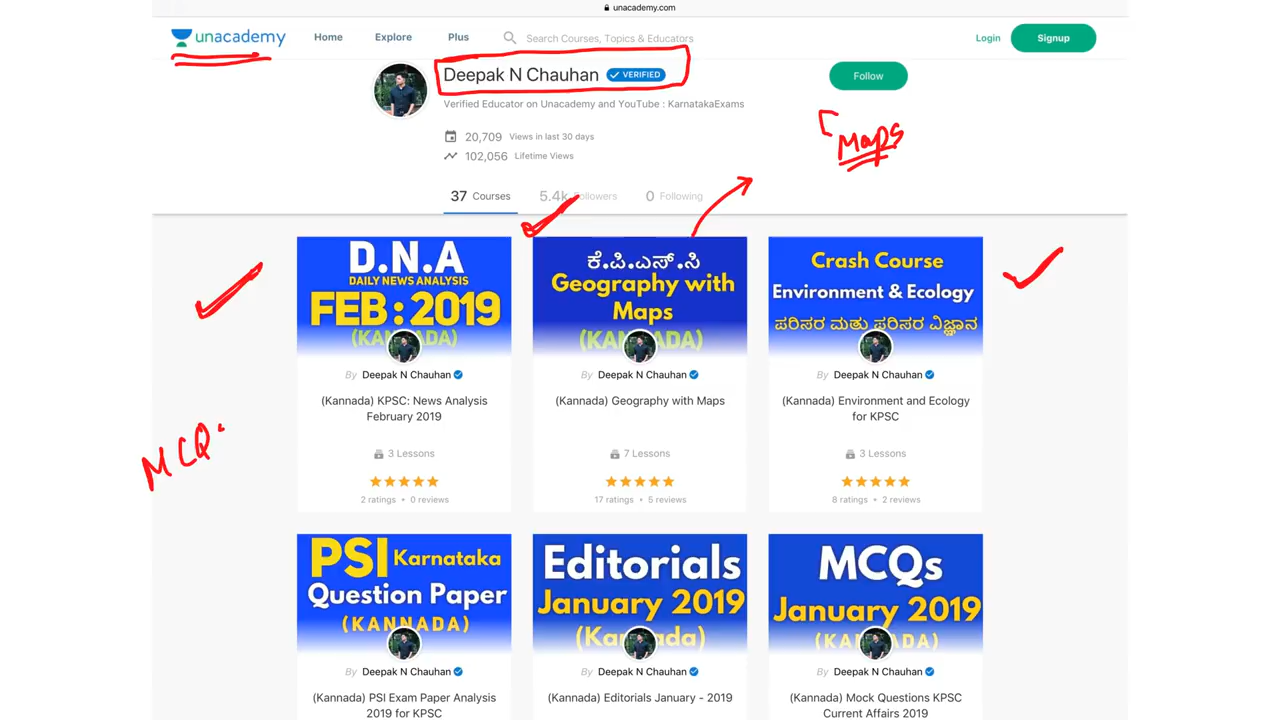 unacademy.com
unacademy Home Explore Plus Search Courses, Topics & Educators Login Signup
Deepak N Chauhan VERIFIED Follow
Verified Educator on Unacademy and YouTube : KarnatakaExams
Maps
20,709 Views in last 30 days
102,056 Lifetime Views
37 Courses 5.4k Followers 0 Following
D.N.A
DAILY NEWS ANALYSIS
FEB : 2019
(KANNADA)
By Deepak N Chauhan
(Kannada) KPSC: News Analysis
February 2019
3 Lessons
2 ratings • 0 reviews
ಕೆ.ಪಿ.ಎಸ್.ಸಿ
Geography with
Maps
(KANNADA)
By Deepak N Chauhan
(Kannada) Geography with Maps
7 Lessons
17 ratings • 5 reviews
Crash Course
Environment & Ecology
ಪರಿಸರ ಮತ್ತು ಪರಿಸರ ವಿಜ್ಞಾನ
By Deepak N Chauhan
(Kannada) Environment and Ecology
for KPSC
3 Lessons
8 ratings • 2 reviews
MCQ
PSI Karnataka
Question Paper
(KANNADA)
By Deepak N Chauhan
(Kannada) PSI Exam Paper Analysis
2019 for KPSC
Editorials
January 2019
(Kannada)
By Deepak N Chauhan
(Kannada) Editorials January - 2019
MCQs
January 2019
(KANNADA)
By Deepak N Chauhan
(Kannada) Mock Questions KPSC
Current Affairs 2019